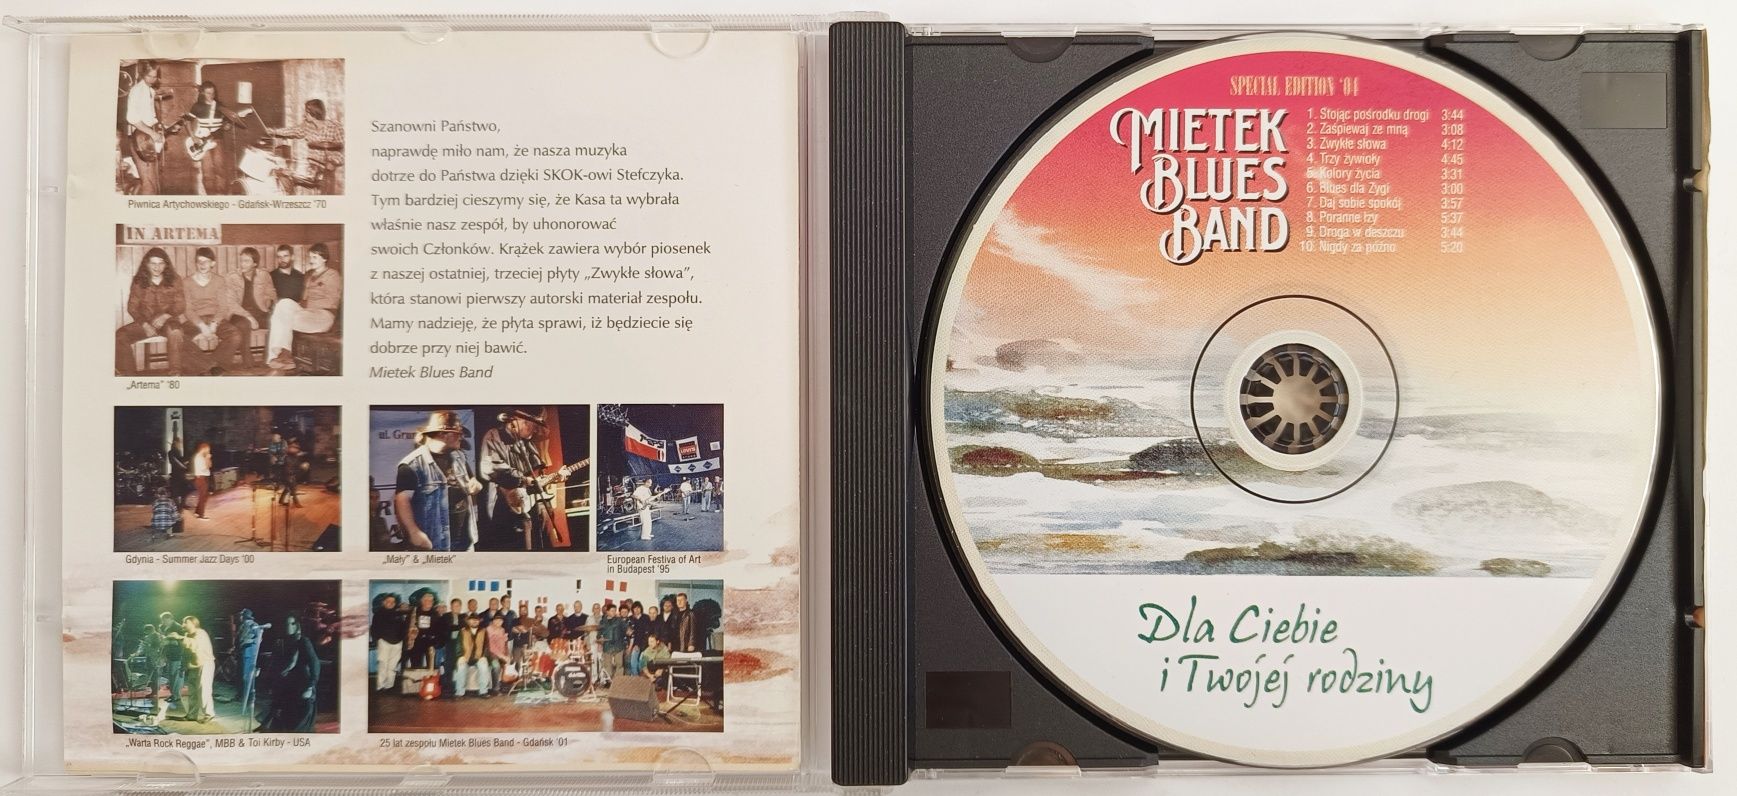 Piwnica Artychowskiego - Gdańsk-Wrzeszcz '70
IN ARTEMA
„Artema” '80
Szanowni Państwo,
naprawdę miło nam, że nasza muzyka
dotrze do Państwa dzięki SKOK-owi Stefczyka.
Tym bardziej cieszymy się, że Kasa ta wybrała
właśnie nasz zespół, by uhonorować
swoich Członków. Krążek zawiera wybór piosenek
z naszej ostatniej, trzeciej płyty „Zwykłe słowa”,
która stanowi pierwszy autorski materiał zespołu.
Mamy nadzieję, że płyta sprawi, iż będziecie się
dobrze przy niej bawić.
Mietek Blues Band
ul. Gru
Gdynia - Summer Jazz Days '00
„Mały” & „Mietek”
European Festiva of Art
in Budapest '95
„Warta Rock Reggae”, MBB & Toi Kirby - USA
25 lat zespołu Mietek Blues Band - Gdańsk '01
SPECIAL EDITION '04
MIETEK
BLUES
BAND
1. Stojąc pośrodku drogi 3:44
2. Zaśpiewaj ze mną 3:08
3. Zwykłe słowa 4:12
4. Trzy żywioły 4:45
5. Kolory życia 3:31
6. Blues dla Zygi 3:00
7. Daj sobie spokój 3:57
8. Poranne łzy 5:37
9. Droga w deszczu 3:44
10. Nigdy za późno 5:20
Dla Ciebie
i Twojej rodziny